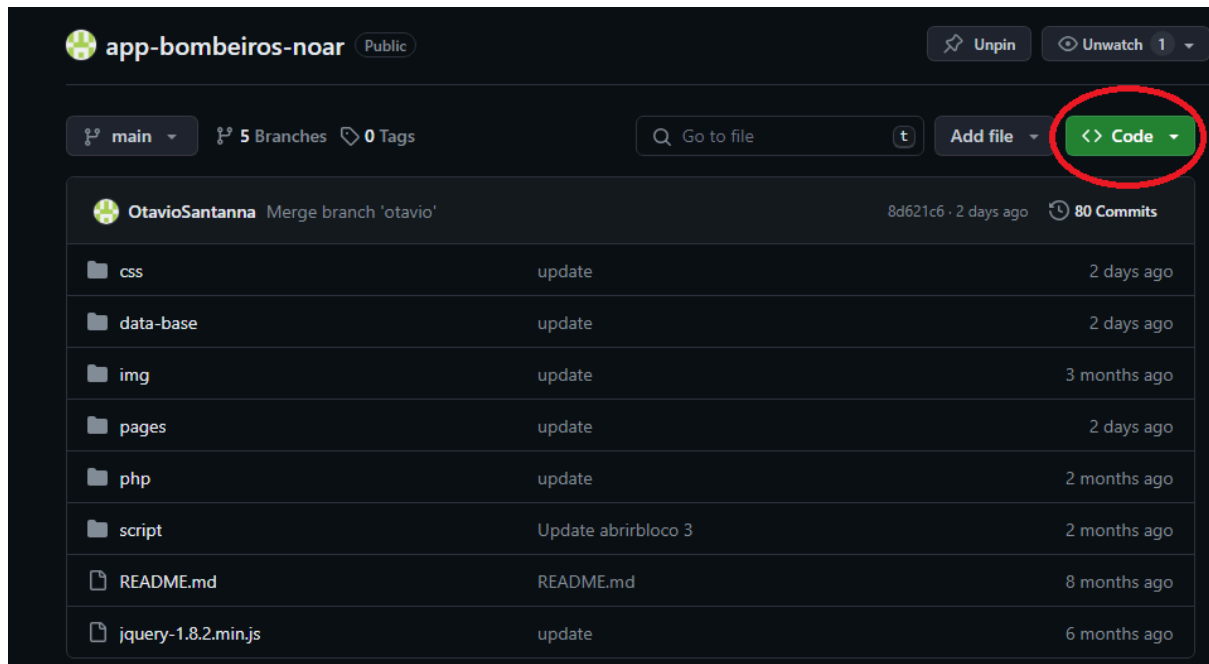 app-bombeiros-noar Public Unpin Unwatch 1
main 5 Branches 0 Tags Go to file t Add file <> Code
OtavioSantanna Merge branch 'otavio' 8d621c6 · 2 days ago 80 Commits
css update 2 days ago
data-base update 2 days ago
img update 3 months ago
pages update 2 days ago
php update 2 months ago
script Update abrirbloco 3 2 months ago
README.md README.md 8 months ago
jquery-1.8.2.min.js update 6 months ago